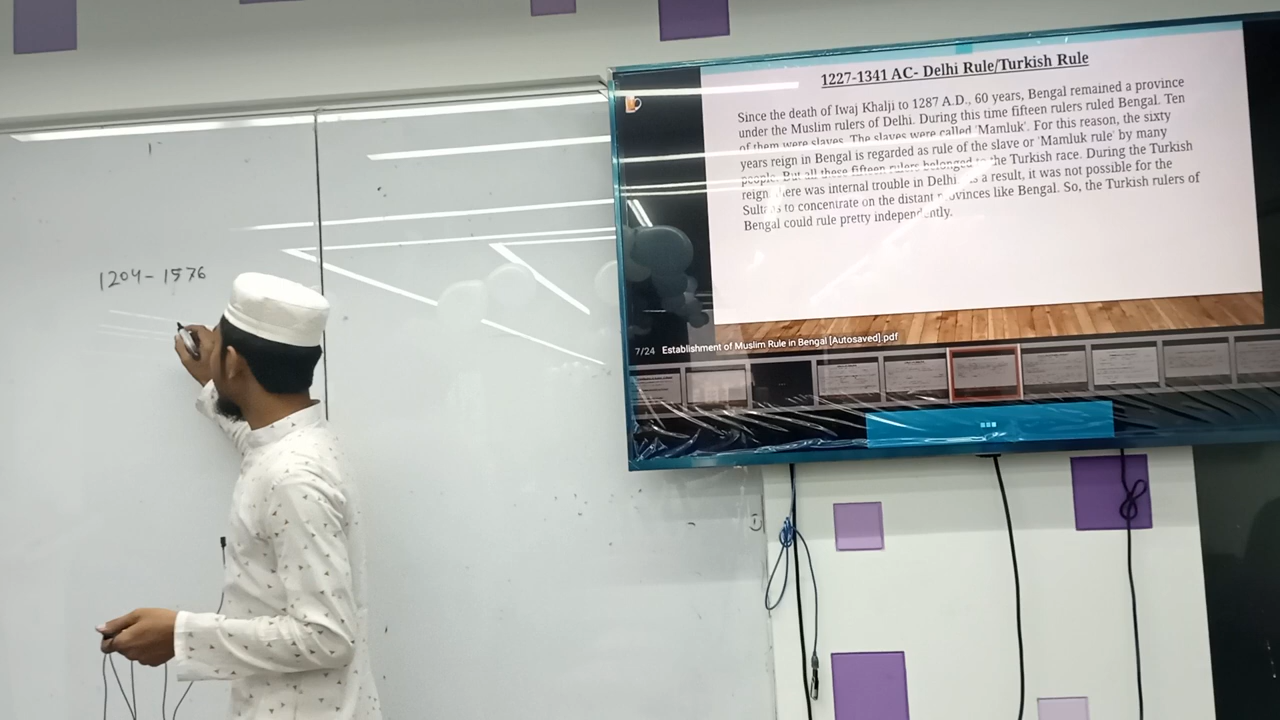 1204-1576
1227-1341 AC- Delhi Rule/Turkish Rule
Since the death of Iwaj Khalji to 1287 A.D., 60 years, Bengal remained a province
under the Muslim rulers of Delhi. During this time fifteen rulers ruled Bengal. Ten
of them were slaves. The slaves were called 'Mamluk'. For this reason, the sixty
years reign in Bengal is regarded as rule of the slave or 'Mamluk rule' by many
people. But all these fifteen rulers belonged to the Turkish race. During the Turkish
reign, there was internal trouble in Delhi. As a result, it was not possible for the
Sultans to concentrate on the distant provinces like Bengal. So, the Turkish rulers of
Bengal could rule pretty independently.
7/24 Establishment of Muslim Rule in Bengal [Autosaved].pdf